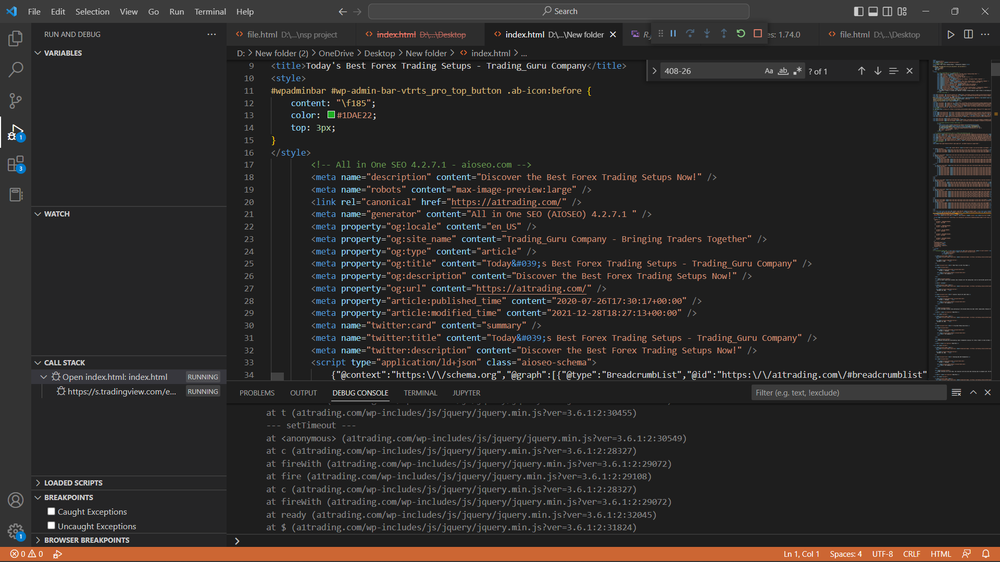 File Edit Selection View Go Run Terminal Help
Search
RUN AND DEBUG
file.html D:\...\nsp project
index.html D:\...\Desktop
index.html D:\...\New folder
es: 1.74.0
file.html D:\...\Desktop
VARIABLES
D: > New folder (2) > OneDrive > Desktop > New folder > index.html > ...
408-26
Aa ab ? of 1
9 <title>Today's Best Forex Trading Setups - Trading_Guru Company</title>
10 <style>
11 #wpadminbar #wp-admin-bar-vtrts_pro_top_button .ab-icon:before {
12 content: "\f185";
13 color: #1DAE22;
14 top: 3px;
15 }
16 </style>
17 <!-- All in One SEO 4.2.7.1 - aioseo.com -->
18 <meta name="description" content="Discover the Best Forex Trading Setups Now!" />
19 <meta name="robots" content="max-image-preview:large" />
20 <link rel="canonical" href="https://a1trading.com/" />
21 <meta name="generator" content="All in One SEO (AIOSEO) 4.2.7.1 " />
22 <meta property="og:locale" content="en_US" />
23 <meta property="og:site_name" content="Trading_Guru Company - Bringing Traders Together" />
24 <meta property="og:type" content="article" />
25 <meta property="og:title" content="Today&#039;s Best Forex Trading Setups - Trading_Guru Company" />
26 <meta property="og:description" content="Discover the Best Forex Trading Setups Now!" />
27 <meta property="og:url" content="https://a1trading.com/" />
28 <meta property="article:published_time" content="2020-07-26T17:30:17+00:00" />
29 <meta property="article:modified_time" content="2021-12-28T18:27:13+00:00" />
30 <meta name="twitter:card" content="summary" />
31 <meta name="twitter:title" content="Today&#039;s Best Forex Trading Setups - Trading_Guru Company" />
32 <meta name="twitter:description" content="Discover the Best Forex Trading Setups Now!" />
33 <script type="application/ld+json" class="aioseo-schema">
34 {"@context":"https:\/\/schema.org","@graph":[{"@type":"BreadcrumbList","@id":"https:\/\/a1trading.com\/#breadcrumblist"
1
3
WATCH
CALL STACK
Open index.html: index.html RUNNING
https://s.tradingview.com/e... RUNNING
LOADED SCRIPTS
BREAKPOINTS
Caught Exceptions
Uncaught Exceptions
BROWSER BREAKPOINTS
1
PROBLEMS OUTPUT DEBUG CONSOLE TERMINAL JUPYTER
Filter (e.g. text, !exclude)
at t (a1trading.com/wp-includes/js/jquery/jquery.min.js?ver=3.6.1:2:30455)
--- setTimeout ---
at <anonymous> (a1trading.com/wp-includes/js/jquery/jquery.min.js?ver=3.6.1:2:30549)
at c (a1trading.com/wp-includes/js/jquery/jquery.min.js?ver=3.6.1:2:28327)
at fireWith (a1trading.com/wp-includes/js/jquery/jquery.min.js?ver=3.6.1:2:29072)
at fire (a1trading.com/wp-includes/js/jquery/jquery.min.js?ver=3.6.1:2:29108)
at c (a1trading.com/wp-includes/js/jquery/jquery.min.js?ver=3.6.1:2:28327)
at fireWith (a1trading.com/wp-includes/js/jquery/jquery.min.js?ver=3.6.1:2:29072)
at ready (a1trading.com/wp-includes/js/jquery/jquery.min.js?ver=3.6.1:2:32045)
at $ (a1trading.com/wp-includes/js/jquery/jquery.min.js?ver=3.6.1:2:31824)
0 0
Ln 1, Col 1 Spaces: 4 UTF-8 CRLF HTML